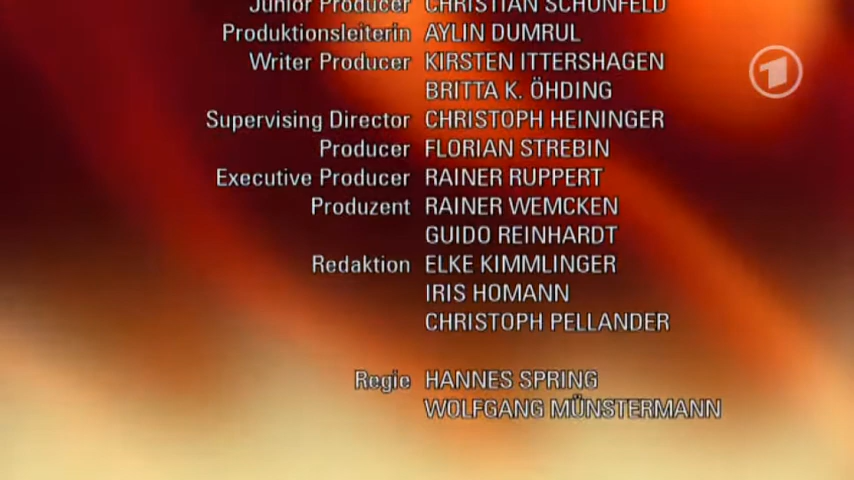 Junior Producer CHRISTIAN SCHÖNFELD
Produktionsleiterin AYLIN DUMRUL
Writer Producer KIRSTEN ITTERSHAGEN
BRITTA K. ÖHDING
Supervising Director CHRISTOPH HEININGER
Producer FLORIAN STREBIN
Executive Producer RAINER RUPPERT
Produzent RAINER WEMCKEN
GUIDO REINHARDT
Redaktion ELKE KIMMLINGER
IRIS HOMANN
CHRISTOPH PELLANDER
Regie HANNES SPRING
WOLFGANG MÜNSTERMANN
1